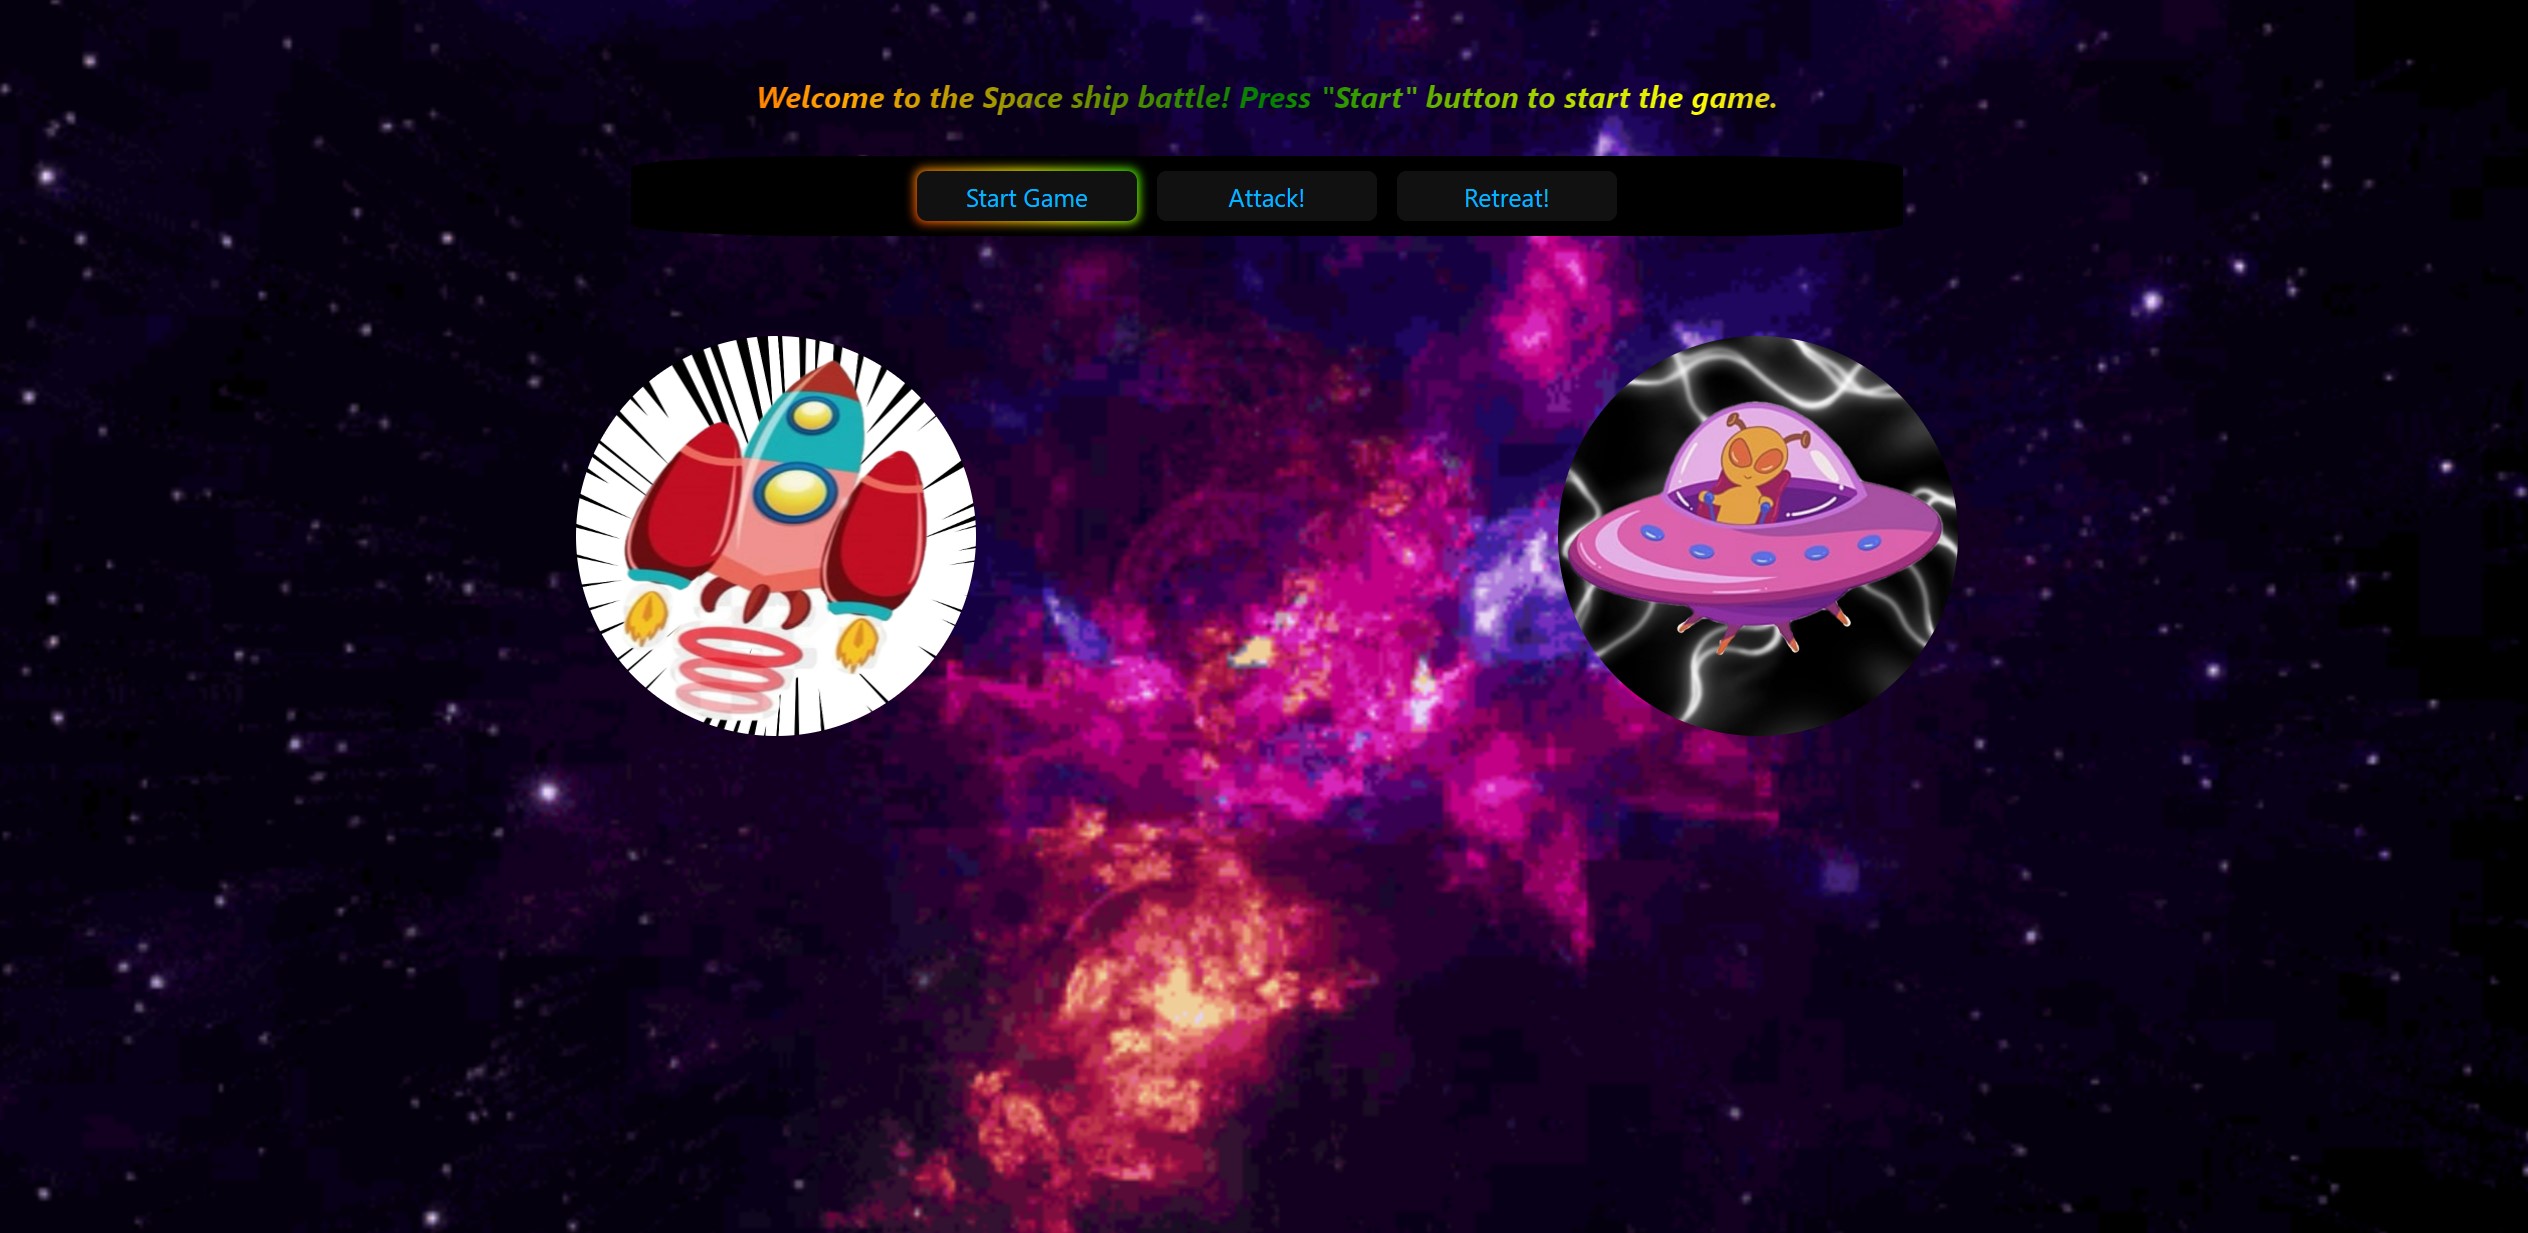 Welcome to the Space ship battle! Press "Start" button to start the game.
Start Game
Attack!
Retreat!